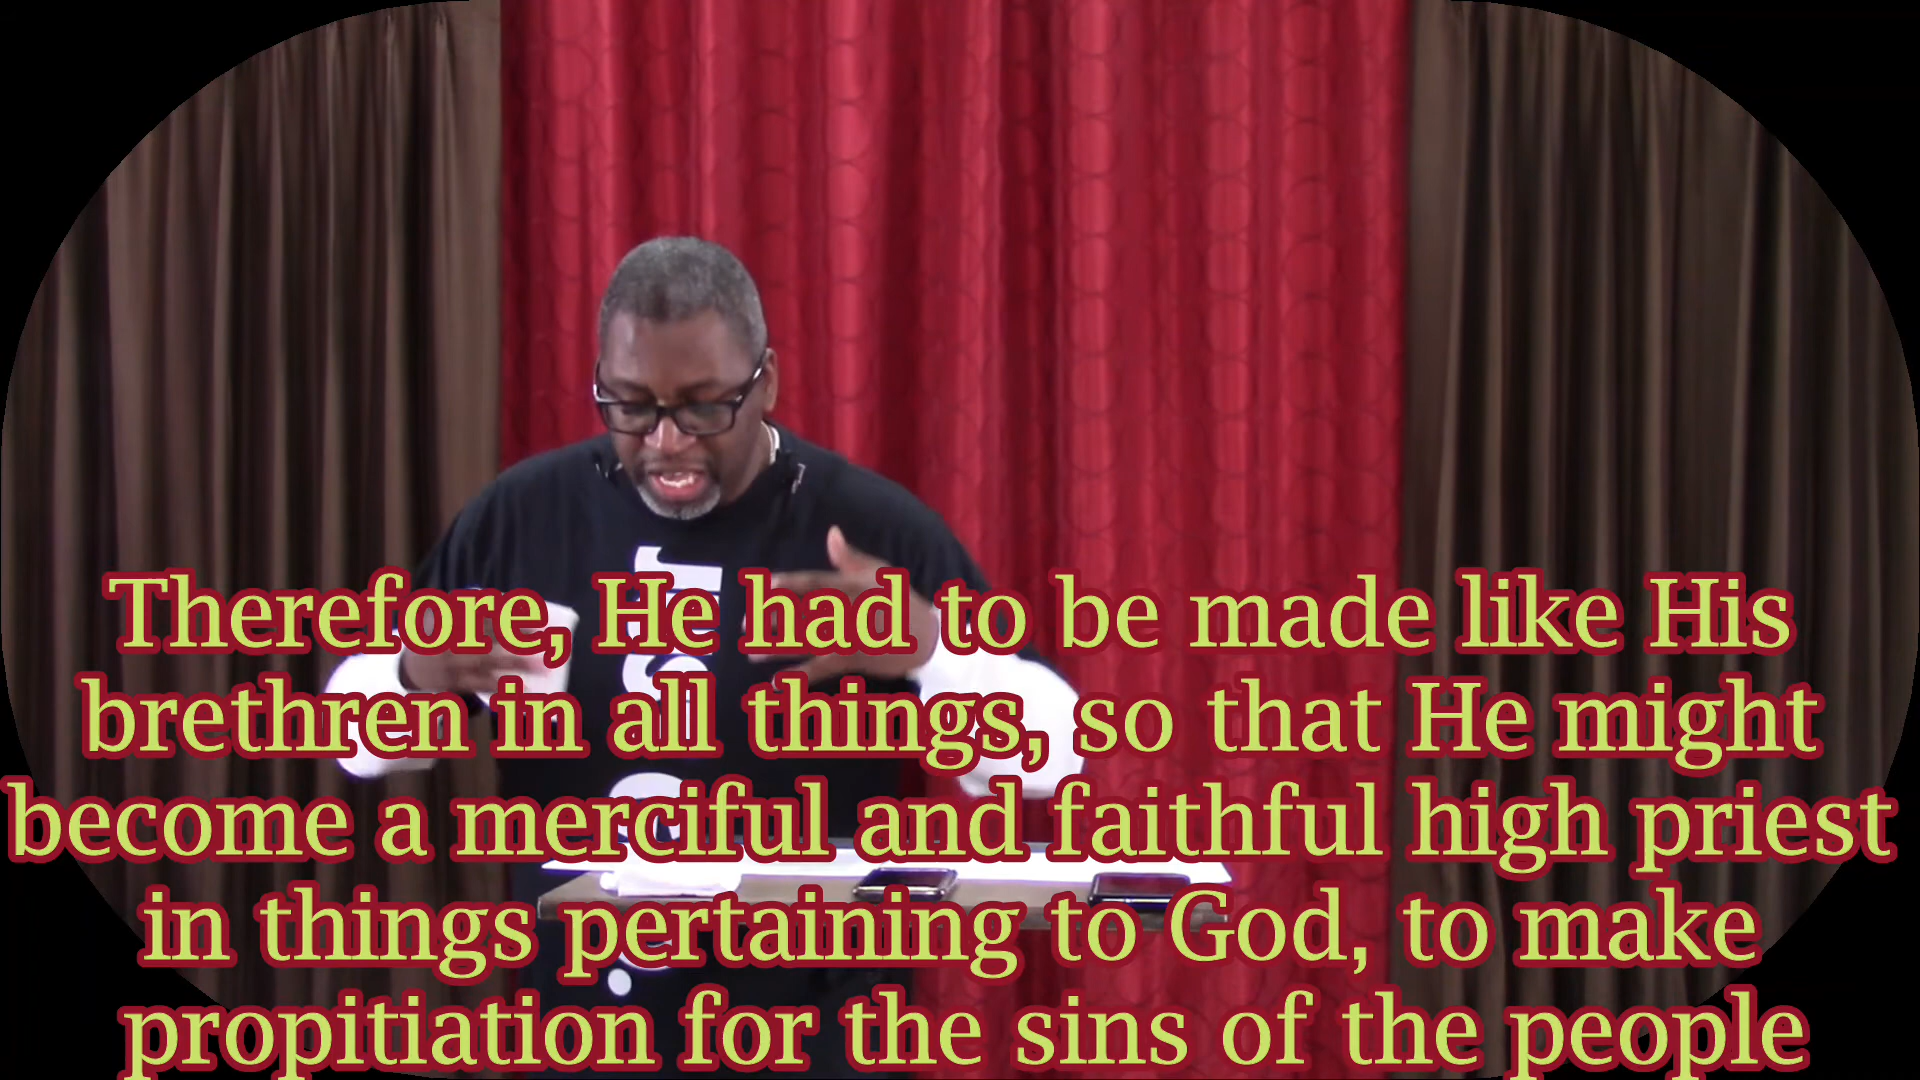 Therefore, He had to be made like His
brethren in all things, so that He might
become a merciful and faithful high priest
in things pertaining to God, to make
propitiation for the sins of the people